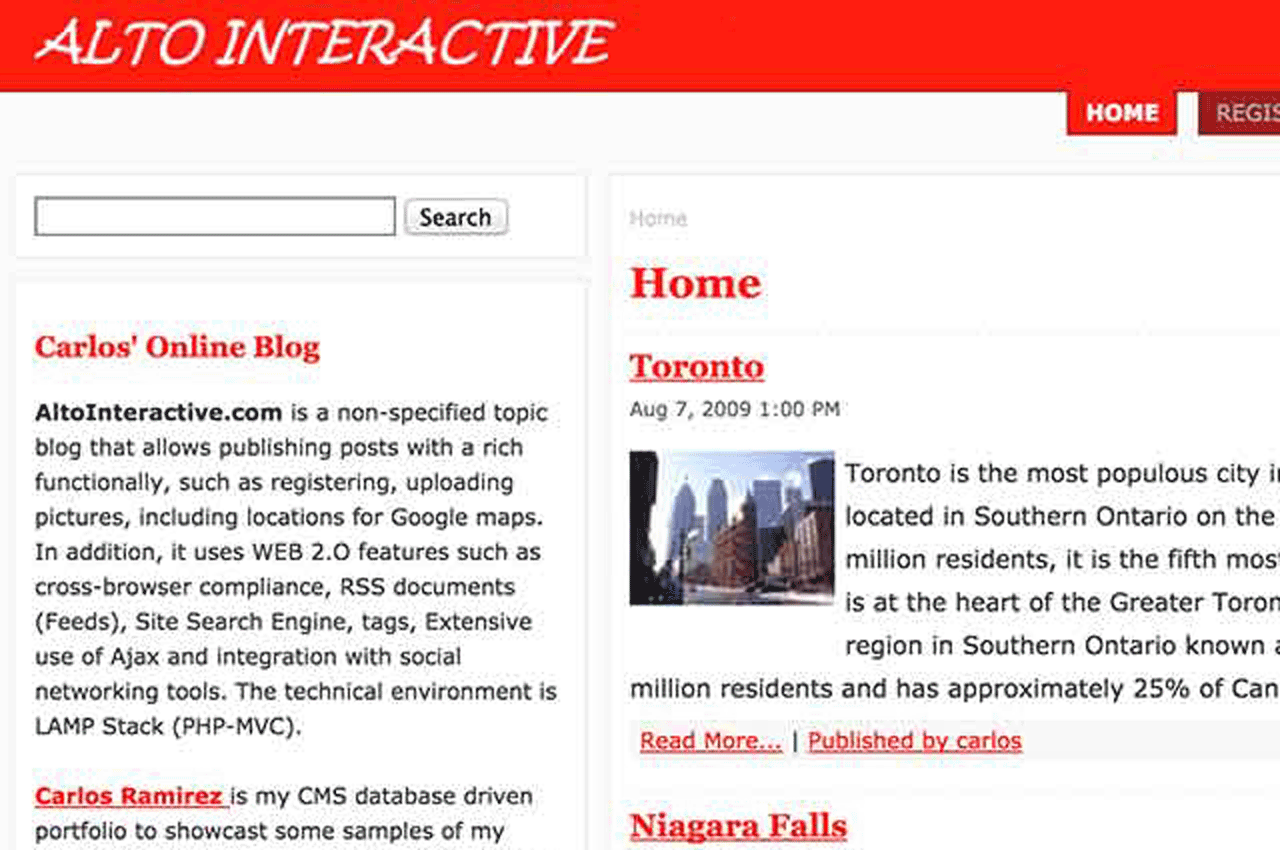 ALTO INTERACTIVE
HOME
REGIS
Search
Carlos' Online Blog
AltoInteractive.com is a non-specified topic
blog that allows publishing posts with a rich
functionally, such as registering, uploading
pictures, including locations for Google maps.
In addition, it uses WEB 2.O features such as
cross-browser compliance, RSS documents
(Feeds), Site Search Engine, tags, Extensive
use of Ajax and integration with social
networking tools. The technical environment is
LAMP Stack (PHP-MVC).
Carlos Ramirez is my CMS database driven
portfolio to showcase some samples of my
Home
Home
Toronto
Aug 7, 2009 1:00 PM
Toronto is the most populous city i
located in Southern Ontario on the
million residents, it is the fifth mos
is at the heart of the Greater Toron
region in Southern Ontario known a
million residents and has approximately 25% of Can
Read More... | Published by carlos
Niagara Falls